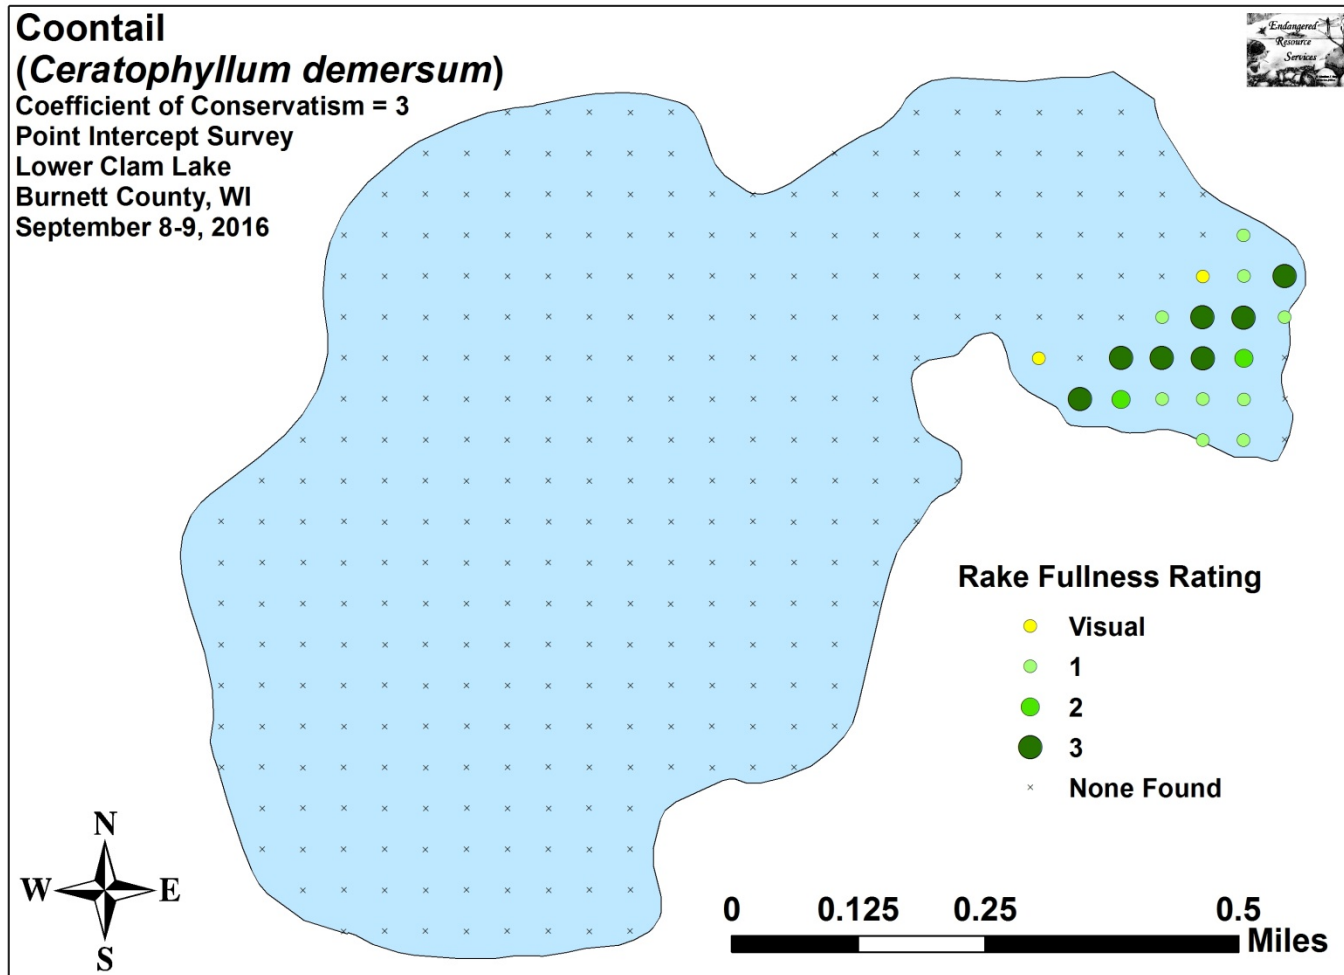 Coontail
(Ceratophyllum demersum)
Coefficient of Conservatism = 3
Point Intercept Survey
Lower Clam Lake
Burnett County, WI
September 8-9, 2016
Endangered
Resource
Services
Rake Fullness Rating
Visual
1
2
3
None Found
N
W E
S
0 0.125 0.25 0.5
Miles